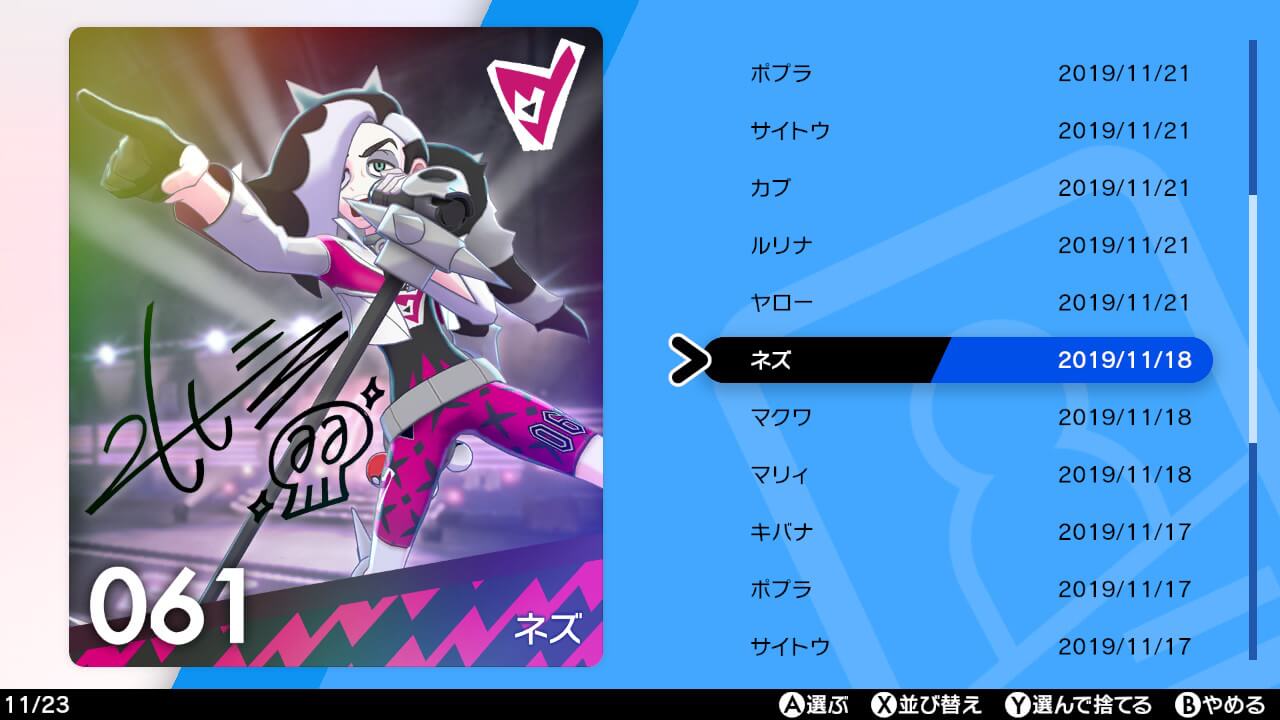 ポプラ 2019/11/21
サイトウ 2019/11/21
カブ 2019/11/21
ルリナ 2019/11/21
ヤロー 2019/11/21
ネズ 2019/11/18
マクワ 2019/11/18
マリィ 2019/11/18
キバナ 2019/11/17
ポプラ 2019/11/17
サイトウ 2019/11/17
06
061
ネズ
11/23
A選ぶ X並び替え Y選んで捨てる Bやめる